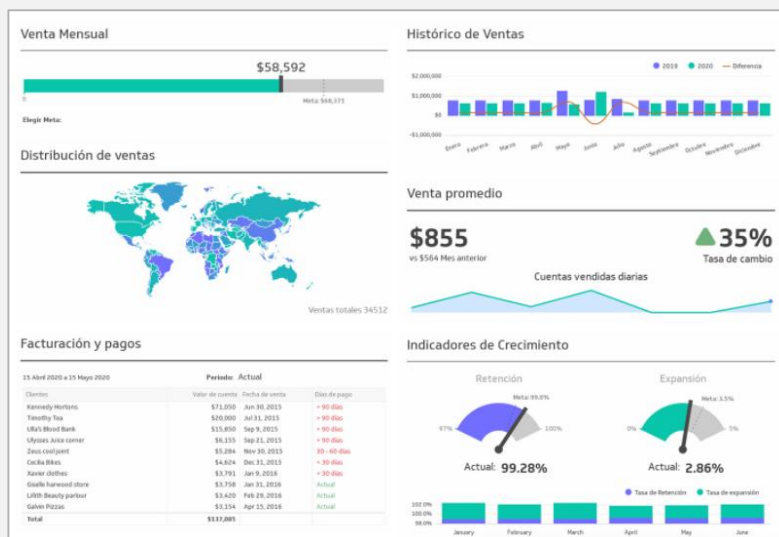 Venta Mensual
$58,592
0
Meta: $68,373
Elegir Meta:
Distribución de ventas
Ventas totales 34512
Facturación y pagos
15 Abril 2020 a 15 Mayo 2020 Periodo: Actual
Clientes Valor de cuenta Fecha de venta Días de pago
Kennedy Hortons $71,050 Jun 30, 2015 + 90 días
Timothy Tea $20,000 Jul 31, 2015 + 90 días
Ulla's Blood Bank $15,850 Sep 9, 2015 + 90 días
Ulysses Juice corner $6,155 Sep 21, 2015 + 90 días
Zeus cool joint $5,284 Nov 30, 2015 30 - 60 días
Cecila Bikes $4,624 Dec 31, 2015 + 30 días
Xavier clothes $3,791 Jan 9, 2016 + 30 días
Giselle harwood store $3,758 Jan 31, 2016 Actual
Lilith Beauty parlour $3,420 Feb 29, 2016 Actual
Galvin Pizzas $3,154 Apr 15, 2016 Actual
Total $137,085
Histórico de Ventas
2019 2020 Diferencia
$2,000,000
$1,000,000
$0
-$1,000,000
Enero Febrero Marzo Abril Mayo Junio Julio Agosto Septiembre Octubre Noviembre Diciembre
Venta promedio
$855 35%
vs $564 Mes anterior Tasa de cambio
Cuentas vendidas diarias
Indicadores de Crecimiento
Retención Expansión
Meta: 99.0% Meta: 3.5%
97% 100% 0% 5%
Actual: 99.28% Actual: 2.86%
Tasa de Retención Tasa de expansión
102.0%
100.0%
98.0%
January February March April May June